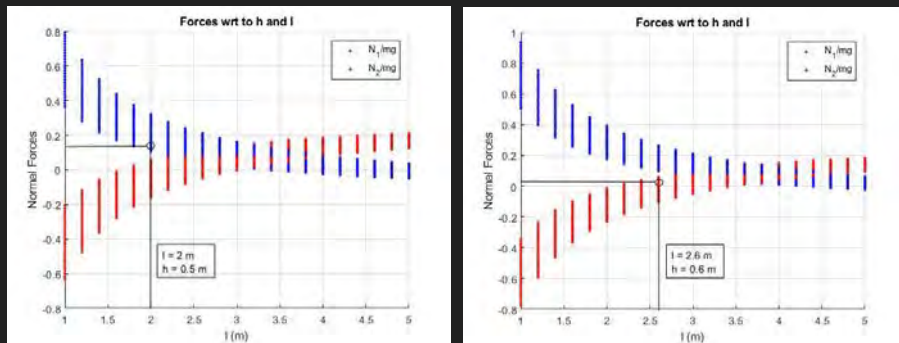 Forces wrt to h and l
0.8
0.6
0.4
0.2
0
-0.2
-0.4
-0.6
-0.8
Normal Forces
N1/mg
N2/mg
l = 2 m
h = 0.5 m
1
1.5
2
2.5
3
3.5
4
4.5
5
l (m)
Forces wrt to h and l
1
0.8
0.6
0.4
0.2
0
-0.2
-0.4
-0.6
-0.8
Normal Forces
N1/mg
N2/mg
l = 2.6 m
h = 0.6 m
1
1.5
2
2.5
3
3.5
4
4.5
5
l (m)